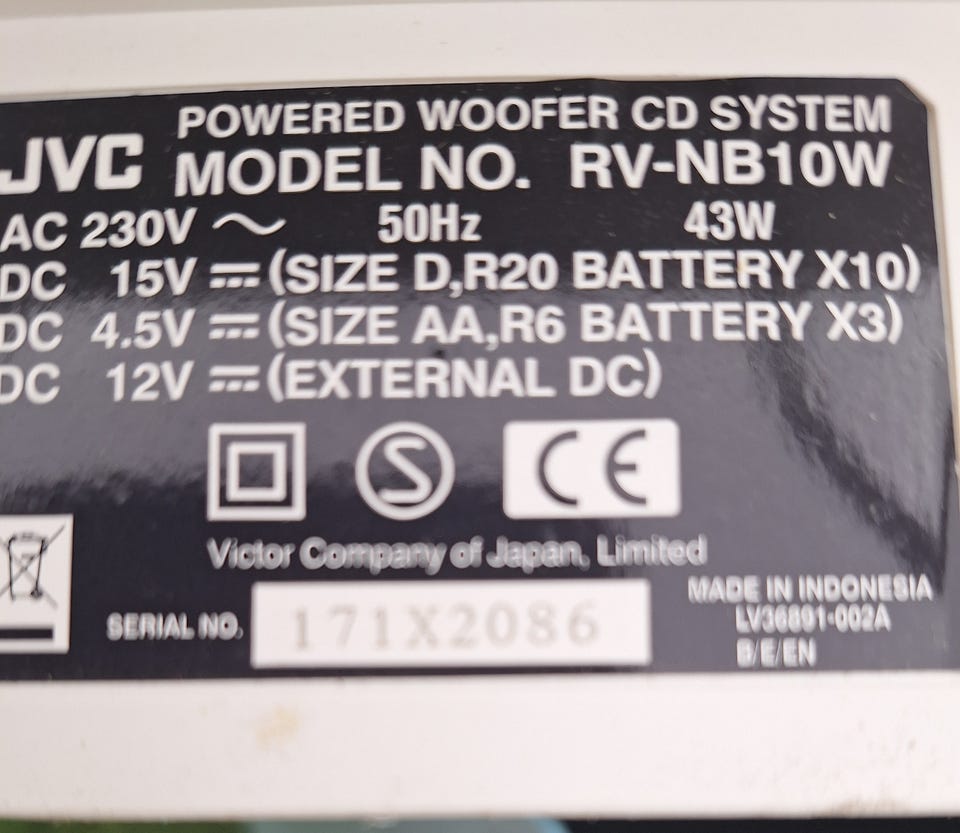 POWERED WOOFER CD SYSTEM
JVC MODEL NO. RV-NB10W
AC 230V ~ 50Hz 43W
DC 15V ⎓ (SIZE D,R20 BATTERY X10)
DC 4.5V ⎓ (SIZE AA,R6 BATTERY X3)
DC 12V ⎓ (EXTERNAL DC)
S CE
Victor Company of Japan, Limited
SERIAL NO. 171X2086
MADE IN INDONESIA
LV36891-002A
B/E/EN